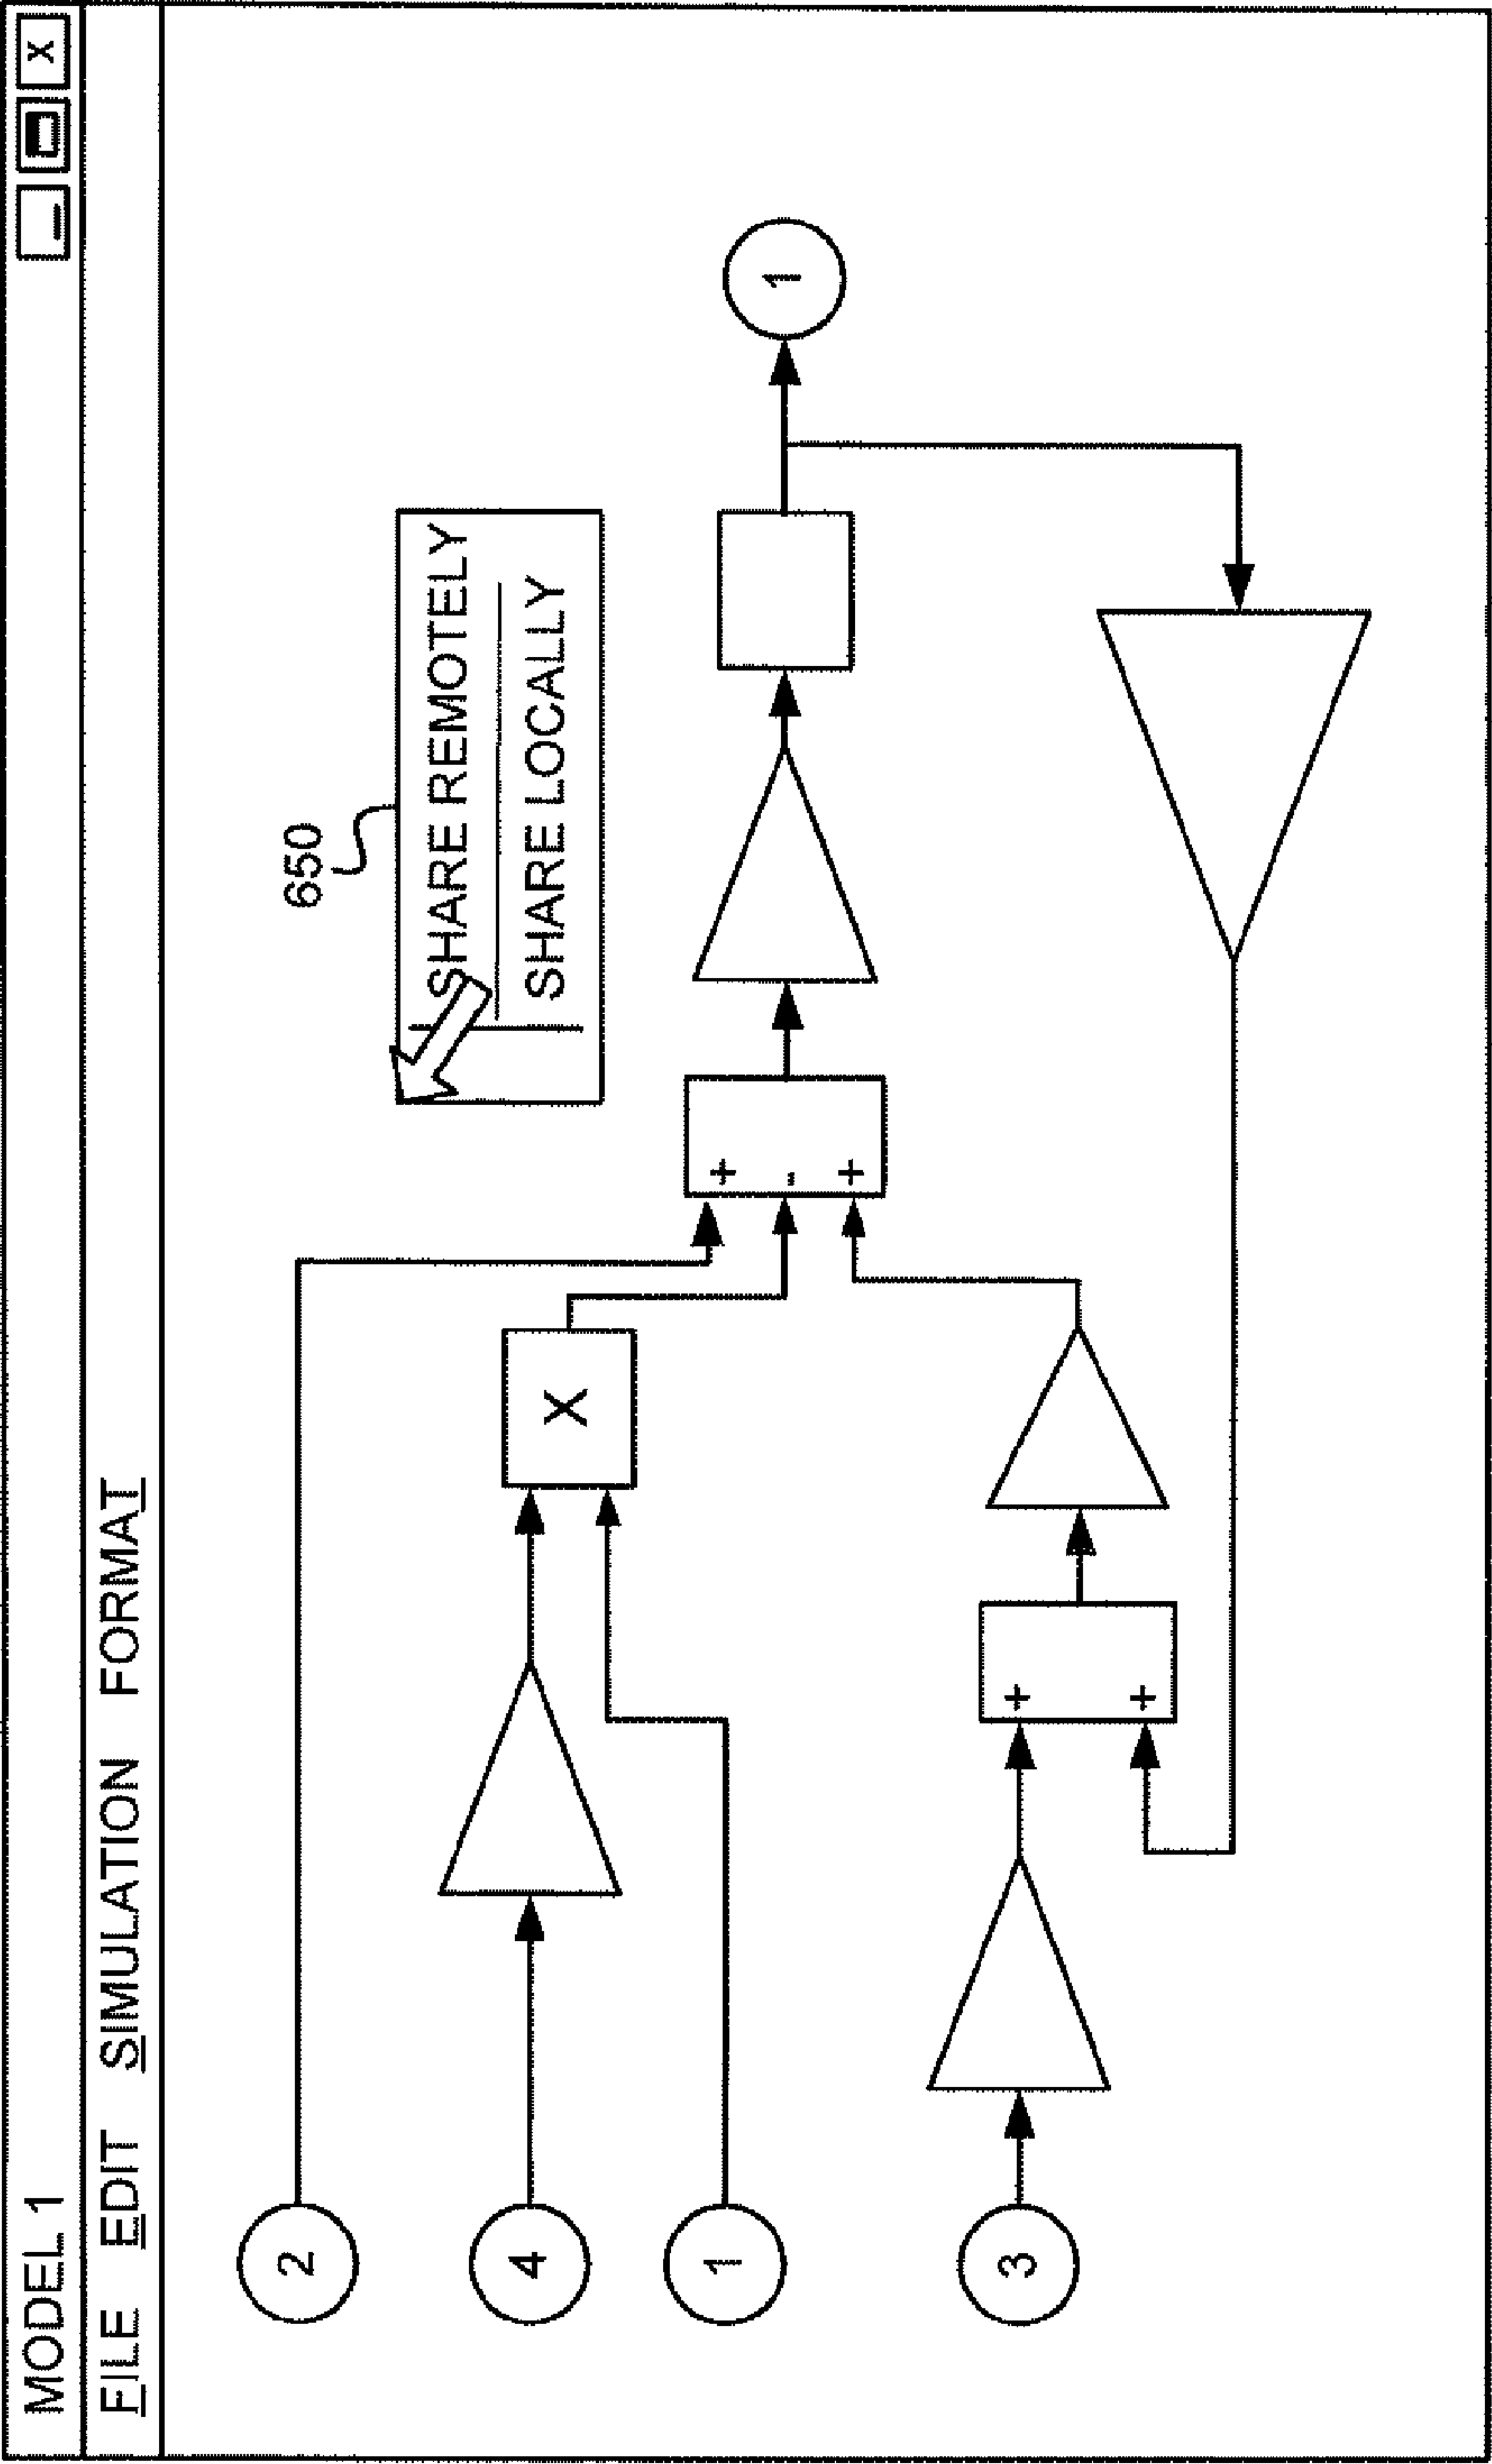 MODEL 1
_ X
FILE EDIT SIMULATION FORMAT
650
SHARE REMOTELY
SHARE LOCALLY
2
4
X
1
3
+
-
+
+
+
1